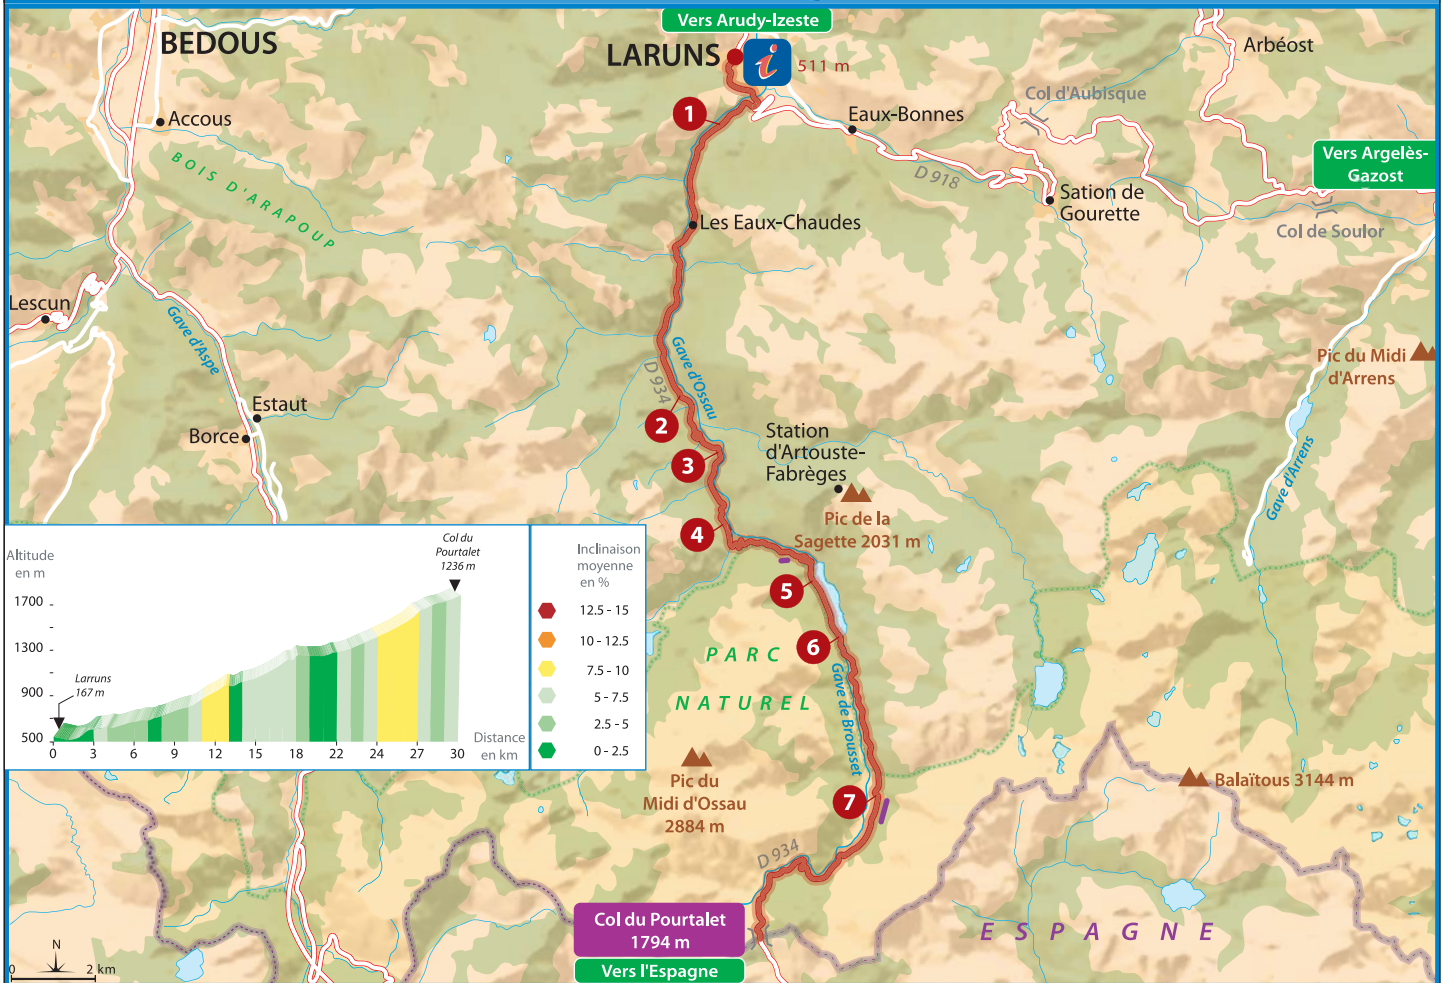 Vers Arudy-Izeste
BEDOUS
LARUNS
i
511 m
Arbéost
Col d'Aubisque
1
Eaux-Bonnes
Accous
Vers Argelès-
Gazost
BOIS D'ARAPOUP
D 918
Sation de
Gourette
Les Eaux-Chaudes
Col de Soulor
Lescun
Gave d'Aspe
Gave d'Ossau
D 934
Pic du Midi
d'Arrens
Estaut
Borce
2
Station
d'Artouste-
Fabrèges
3
Gave d'Arrens
Pic de la
Sagette 2031 m
4
5
6
PARC
NATUREL
Gave de Brousset
Altitude
en m
Col du
Pourtalet
1236 m
1700
1300
900
500
Larruns
167 m
0 3 6 9 12 15 18 21 24 27 30
Distance
en km
Inclinaison
moyenne
en %
12.5 - 15
10 - 12.5
7.5 - 10
5 - 7.5
2.5 - 5
0 - 2.5
Pic du
Midi d'Ossau
2884 m
Balaïtous 3144 m
7
D 934
Col du Pourtalet
1794 m
Vers l'Espagne
ESPAGNE
N
0 2 km